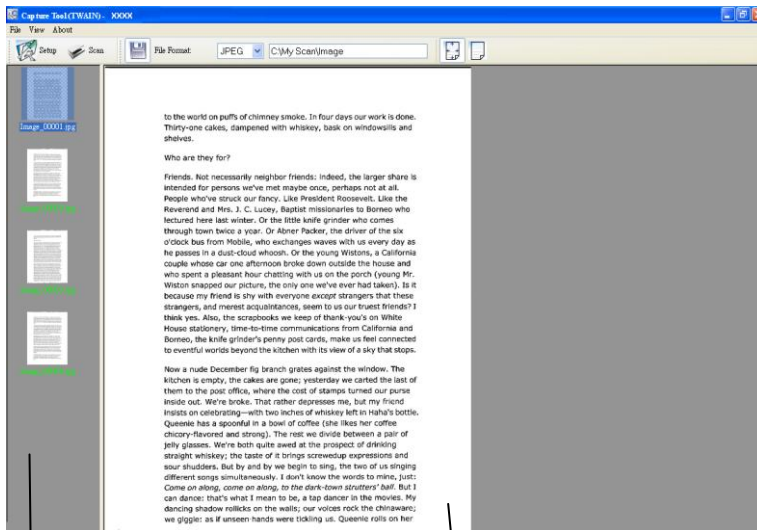 Capture Tool(TWAIN)- XXXX
File View About
Setup Scan File Format: JPEG C:\My Scan\Image
Image_00001.jpg
to the world on puffs of chimney smoke. In four days our work is done.
Thirty-one cakes, dampened with whiskey, bask on windowsills and
shelves.
Who are they for?
Friends. Not necessarily neighbor friends: indeed, the larger share is
intended for persons we've met maybe once, perhaps not at all.
People who've struck our fancy. Like President Roosevelt. Like the
Reverend and Mrs. J. C. Lucey, Baptist missionaries to Borneo who
lectured here last winter. Or the little knife grinder who comes
through town twice a year. Or Abner Packer, the driver of the six
o'clock bus from Mobile, who exchanges waves with us every day as
he passes in a dust-cloud whoosh. Or the young Wistons, a California
couple whose car one afternoon broke down outside the house and
who spent a pleasant hour chatting with us on the porch (young Mr.
Wiston snapped our picture, the only one we've ever had taken). Is it
because my friend is shy with everyone except strangers that these
strangers, and merest acquaintances, seem to us our truest friends? I
think yes. Also, the scrapbooks we keep of thank-you's on White
House stationery, time-to-time communications from California and
Borneo, the knife grinder's penny post cards, make us feel connected
to eventful worlds beyond the kitchen with its view of a sky that stops.
Now a nude December fig branch grates against the window. The
kitchen is empty, the cakes are gone; yesterday we carted the last of
them to the post office, where the cost of stamps turned our purse
inside out. We're broke. That rather depresses me, but my friend
insists on celebrating—with two inches of whiskey left in Haha's bottle.
Queenie has a spoonful in a bowl of coffee (she likes her coffee
chicory-flavored and strong). The rest we divide between a pair of
jelly glasses. We're both quite awed at the prospect of drinking
straight whiskey; the taste of it brings screwedup expressions and
sour shudders. But by and by we begin to sing, the two of us singing
different songs simultaneously. I don't know the words to mine, just:
Come on along, come on along, to the dark-town strutters' ball. But I
can dance: that's what I mean to be, a tap dancer in the movies. My
dancing shadow rollicks on the walls; our voices rock the chinaware;
we giggle: as if unseen hands were tickling us. Queenie rolls on her